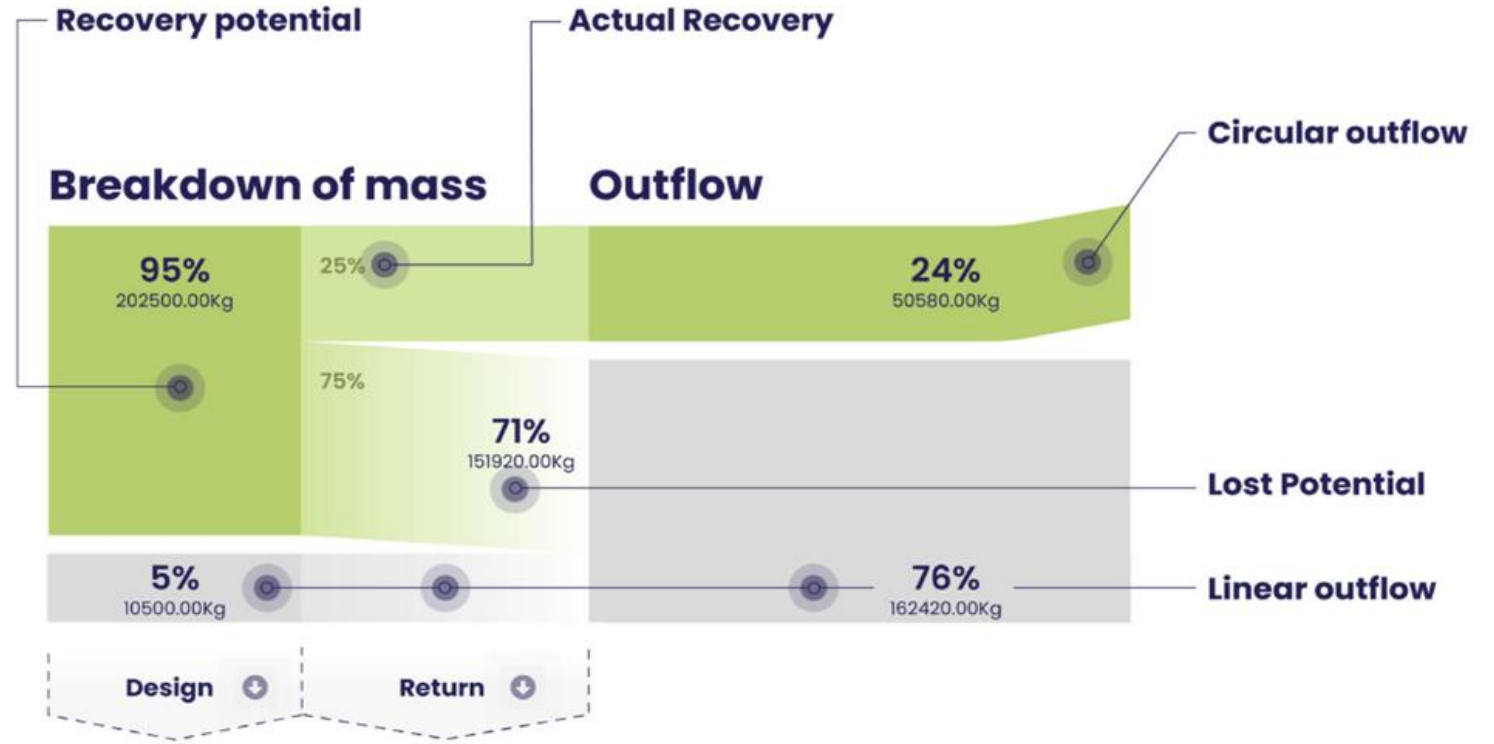 Recovery potential
Actual Recovery
Circular outflow
Breakdown of mass
Outflow
95%
202500.00Kg
25%
24%
50580.00Kg
75%
71%
151920.00Kg
Lost Potential
5%
10500.00Kg
76%
162420.00Kg
Linear outflow
Design
Return